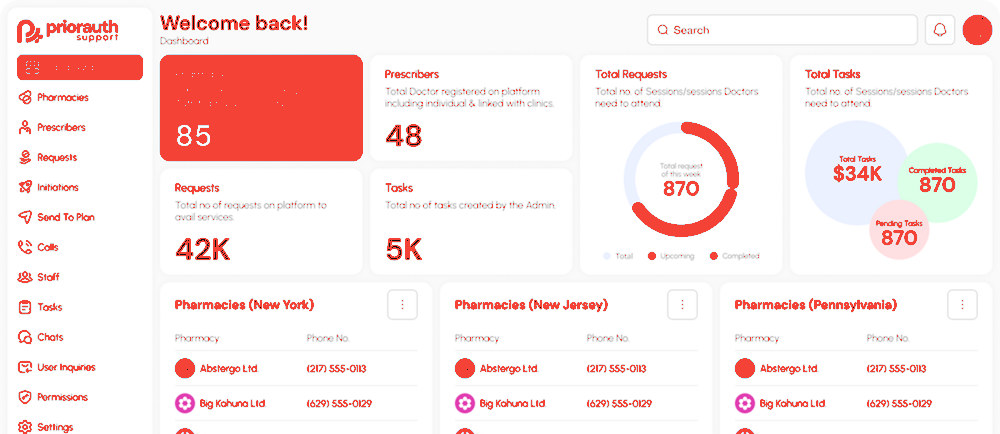 priorauth
support
Welcome back!
Dashboard
Search
Pharmacies
Prescribers
Requests
Initiations
Send To Plan
Calls
Staff
Tasks
Chats
User Inquiries
Permissions
Settings
85
Prescribers
Total Doctor registered on platform
including individual & linked with clinics.
48
Requests
Total no of requests on platform to
avail services.
42K
Tasks
Total no of tasks created by the Admin.
5K
Total Requests
Total no. of Sessions/sessions Doctors
need to attend.
Total request
of this week
870
Total
Upcoming
Completed
Total Tasks
Total no. of Sessions/sessions Doctors
need to attend.
Total Tasks
$34K
Completed Tasks
870
Pending Tasks
870
Pharmacies (New York)
Pharmacy Phone No.
Abstergo Ltd. (217) 555-0113
Big Kahuna Ltd (629) 555-0129
Pharmacies (New Jersey)
Pharmacy Phone No.
Abstergo Ltd. (217) 555-0113
Big Kahuna Ltd (629) 555-0129
Pharmacies (Pennsylvania)
Pharmacy Phone No.
Abstergo Ltd. (217) 555-0113
Big Kahuna Ltd (629) 555-0129